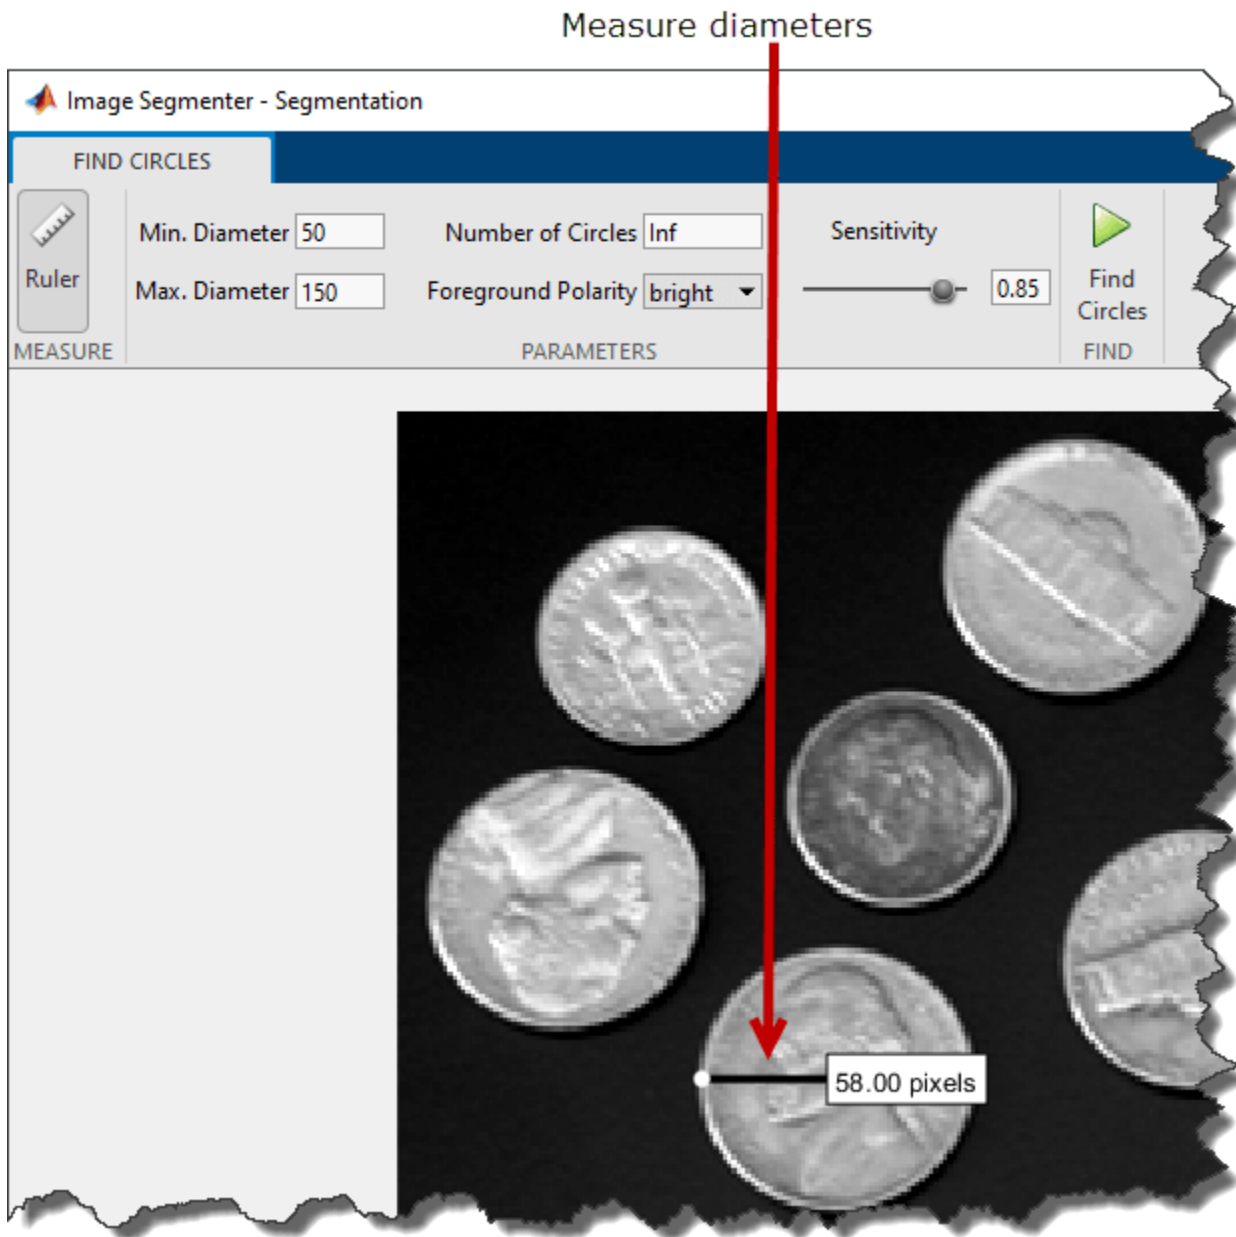 Measure diameters
Image Segmenter - Segmentation
FIND CIRCLES
Ruler
MEASURE
Min. Diameter 50
Max. Diameter 150
Number of Circles Inf
Foreground Polarity bright
PARAMETERS
Sensitivity
0.85
Find
Circles
FIND
58.00 pixels